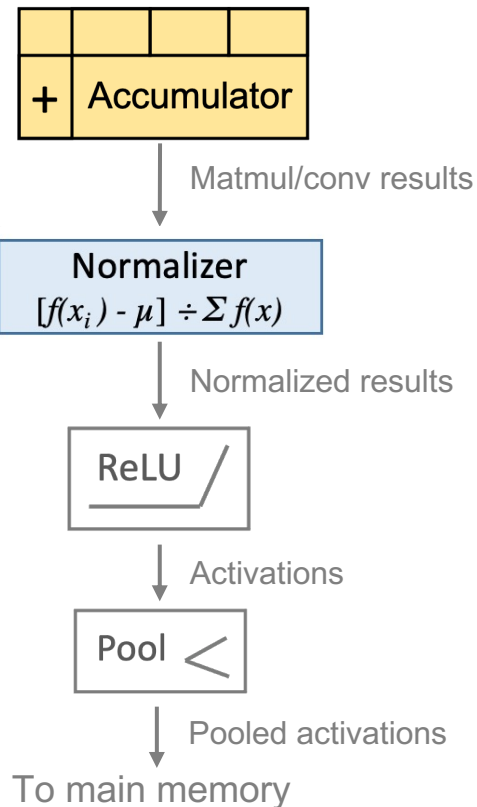 + Accumulator
Matmul/conv results
Normalizer
[f(xᵢ) - μ] ÷ Σ f(x)
Normalized results
ReLU
Activations
Pool
Pooled activations
To main memory